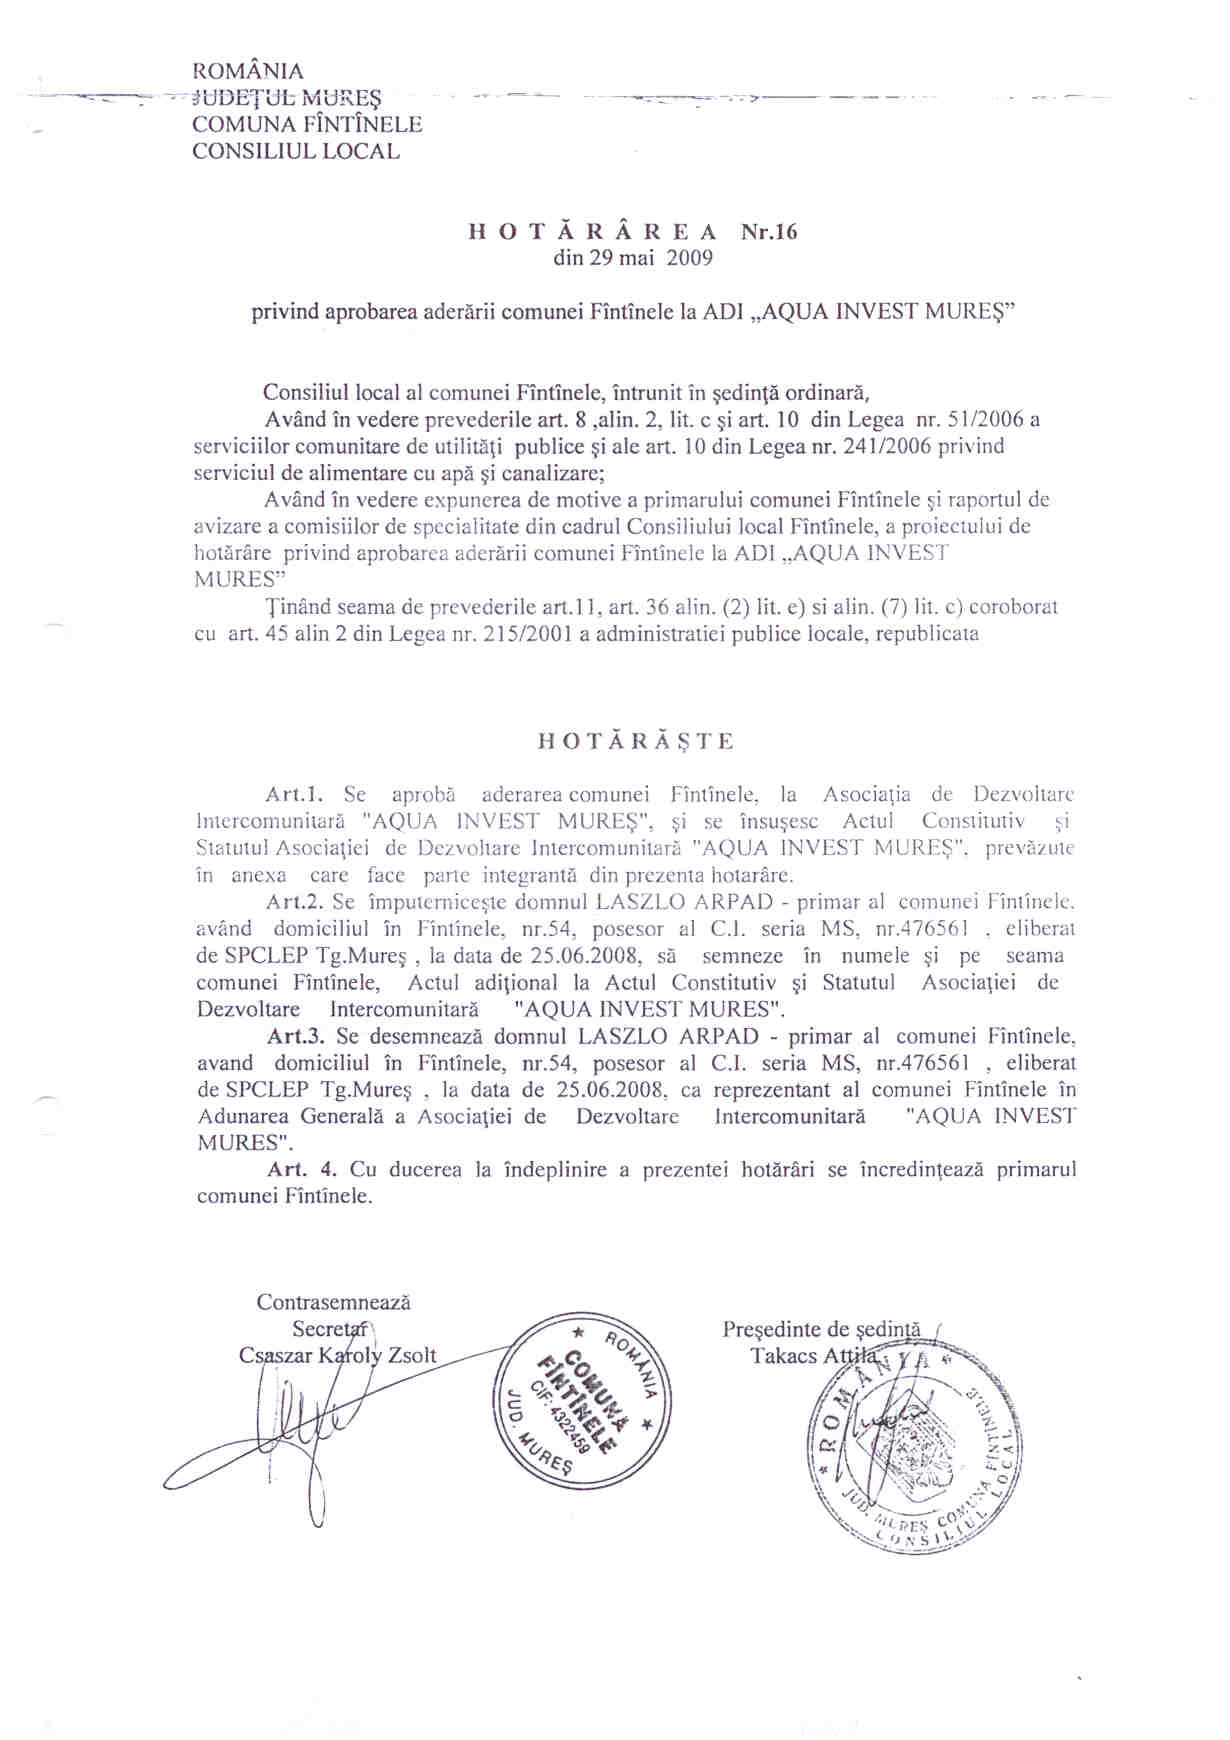 ROMÂNIA
JUDEŢUL MUREŞ
COMUNA FÎNTÎNELE
CONSILIUL LOCAL
H O T Ă R Â R E A Nr.16
din 29 mai 2009
privind aprobarea aderării comunei Fîntînele la ADI „AQUA INVEST MUREŞ”
Consiliul local al comunei Fîntînele, întrunit în şedinţă ordinară,
Având în vedere prevederile art. 8 ,alin. 2, lit. c şi art. 10 din Legea nr. 51/2006 a
serviciilor comunitare de utilităţi publice şi ale art. 10 din Legea nr. 241/2006 privind
serviciul de alimentare cu apă şi canalizare;
Având în vedere expunerea de motive a primarului comunei Fîntînele şi raportul de
avizare a comisiilor de specialitate din cadrul Consiliului local Fîntînele, a proiectului de
hotărâre privind aprobarea aderării comunei Fîntînele la ADI „AQUA INVEST
MURES”
Ţinând seama de prevederile art.11, art. 36 alin. (2) lit. e) si alin. (7) lit. c) coroborat
cu art. 45 alin 2 din Legea nr. 215/2001 a administratiei publice locale, republicata
H O T Ă R Ă Ş T E
Art.1. Se aprobă aderarea comunei Fîntînele, la Asociaţia de Dezvoltare
Intercomunitară "AQUA INVEST MUREŞ", şi se însuşesc Actul Constitutiv şi
Statutul Asociaţiei de Dezvoltare Intercomunitară "AQUA INVEST MUREŞ", prevăzute
în anexa care face parte integrantă din prezenta hotarâre.
Art.2. Se împuterniceşte domnul LASZLO ARPAD - primar al comunei Fîntînele,
având domiciliul în Fîntînele, nr.54, posesor al C.I. seria MS, nr.476561 , eliberat
de SPCLEP Tg.Mureş , la data de 25.06.2008, să semneze în numele şi pe seama
comunei Fîntînele, Actul adiţional la Actul Constitutiv şi Statutul Asociaţiei de
Dezvoltare Intercomunitară "AQUA INVEST MURES".
Art.3. Se desemnează domnul LASZLO ARPAD - primar al comunei Fîntînele,
avand domiciliul în Fîntînele, nr.54, posesor al C.I. seria MS, nr.476561 , eliberat
de SPCLEP Tg.Mureş , la data de 25.06.2008, ca reprezentant al comunei Fîntînele în
Adunarea Generală a Asociaţiei de Dezvoltare Intercomunitară "AQUA INVEST
MURES".
Art. 4. Cu ducerea la îndeplinire a prezentei hotărâri se încredinţează primarul
comunei Fîntînele.
Contrasemnează
Secretar
Csaszar Karoly Zsolt
Preşedinte de şedinţă
Takacs Attila
* ROMÂNIA *
COMUNA
FÎNTÎNELE
CIF: 4322459
JUD. MUREŞ
* ROMÂNIA *
JUD. MUREŞ COMUNA FÎNTÎNELE
CONSILIUL LOCAL